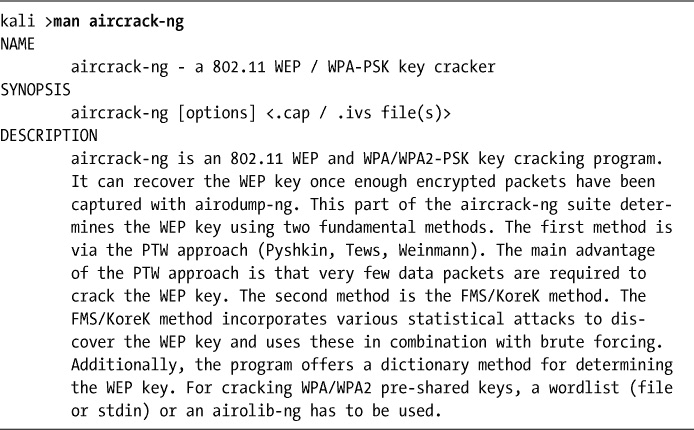 kali >man aircrack-ng
NAME
aircrack-ng - a 802.11 WEP / WPA-PSK key cracker
SYNOPSIS
aircrack-ng [options] <.cap / .ivs file(s)>
DESCRIPTION
aircrack-ng is an 802.11 WEP and WPA/WPA2-PSK key cracking program.
It can recover the WEP key once enough encrypted packets have been
captured with airodump-ng. This part of the aircrack-ng suite deter-
mines the WEP key using two fundamental methods. The first method is
via the PTW approach (Pyshkin, Tews, Weinmann). The main advantage
of the PTW approach is that very few data packets are required to
crack the WEP key. The second method is the FMS/KoreK method. The
FMS/KoreK method incorporates various statistical attacks to dis-
cover the WEP key and uses these in combination with brute forcing.
Additionally, the program offers a dictionary method for determining
the WEP key. For cracking WPA/WPA2 pre-shared keys, a wordlist (file
or stdin) or an airolib-ng has to be used.